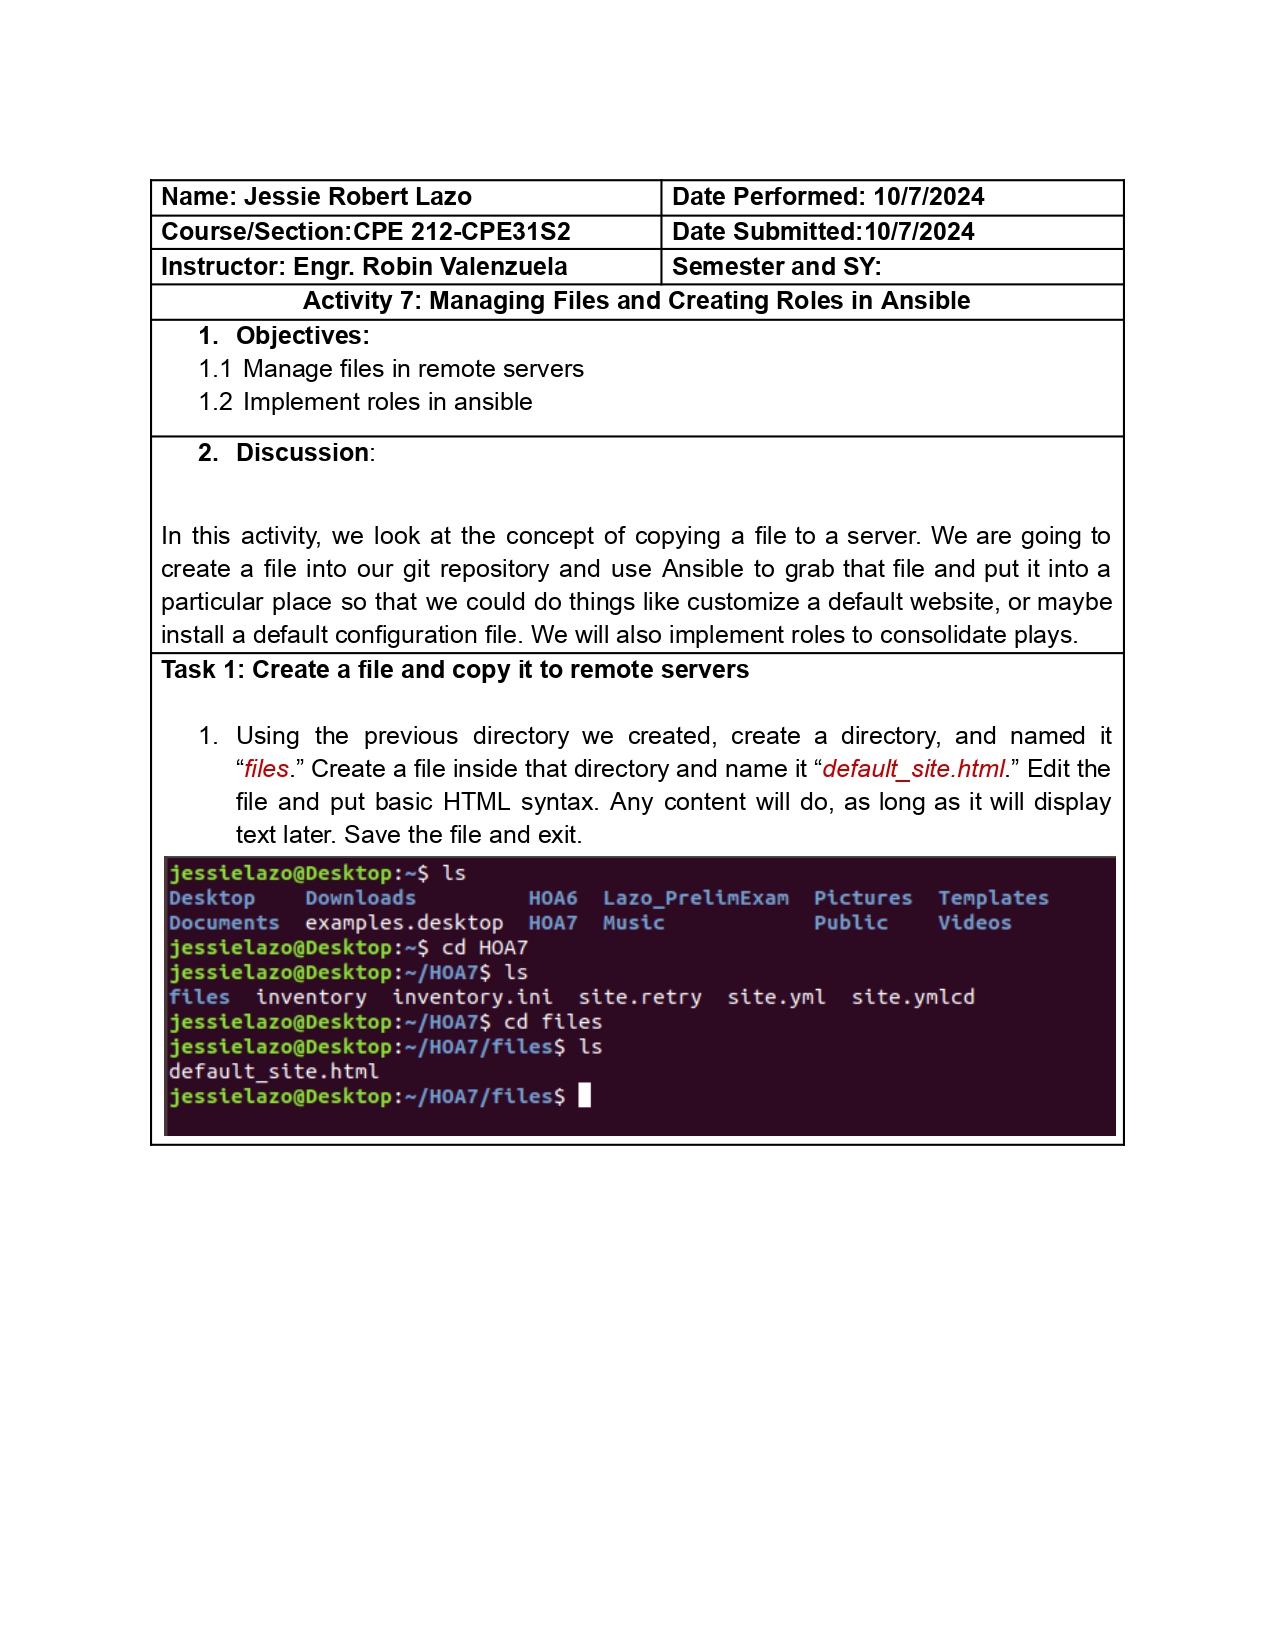 Name: Jessie Robert Lazo
Date Performed: 10/7/2024
Course/Section:CPE 212-CPE31S2
Date Submitted:10/7/2024
Instructor: Engr. Robin Valenzuela
Semester and SY:
Activity 7: Managing Files and Creating Roles in Ansible
1. Objectives:
1.1 Manage files in remote servers
1.2 Implement roles in ansible
2. Discussion:
In this activity, we look at the concept of copying a file to a server. We are going to
create a file into our git repository and use Ansible to grab that file and put it into a
particular place so that we could do things like customize a default website, or maybe
install a default configuration file. We will also implement roles to consolidate plays.
Task 1: Create a file and copy it to remote servers
1. Using the previous directory we created, create a directory, and named it
“files.” Create a file inside that directory and name it “default_site.html.” Edit the
file and put basic HTML syntax. Any content will do, as long as it will display
text later. Save the file and exit.
jessielazo@Desktop:~$ ls
Desktop Downloads HOA6 Lazo_PrelimExam Pictures Templates
Documents examples.desktop HOA7 Music Public Videos
jessielazo@Desktop:~$ cd HOA7
jessielazo@Desktop:~/HOA7$ ls
files inventory inventory.ini site.retry site.yml site.ymlcd
jessielazo@Desktop:~/HOA7$ cd files
jessielazo@Desktop:~/HOA7/files$ ls
default_site.html
jessielazo@Desktop:~/HOA7/files$